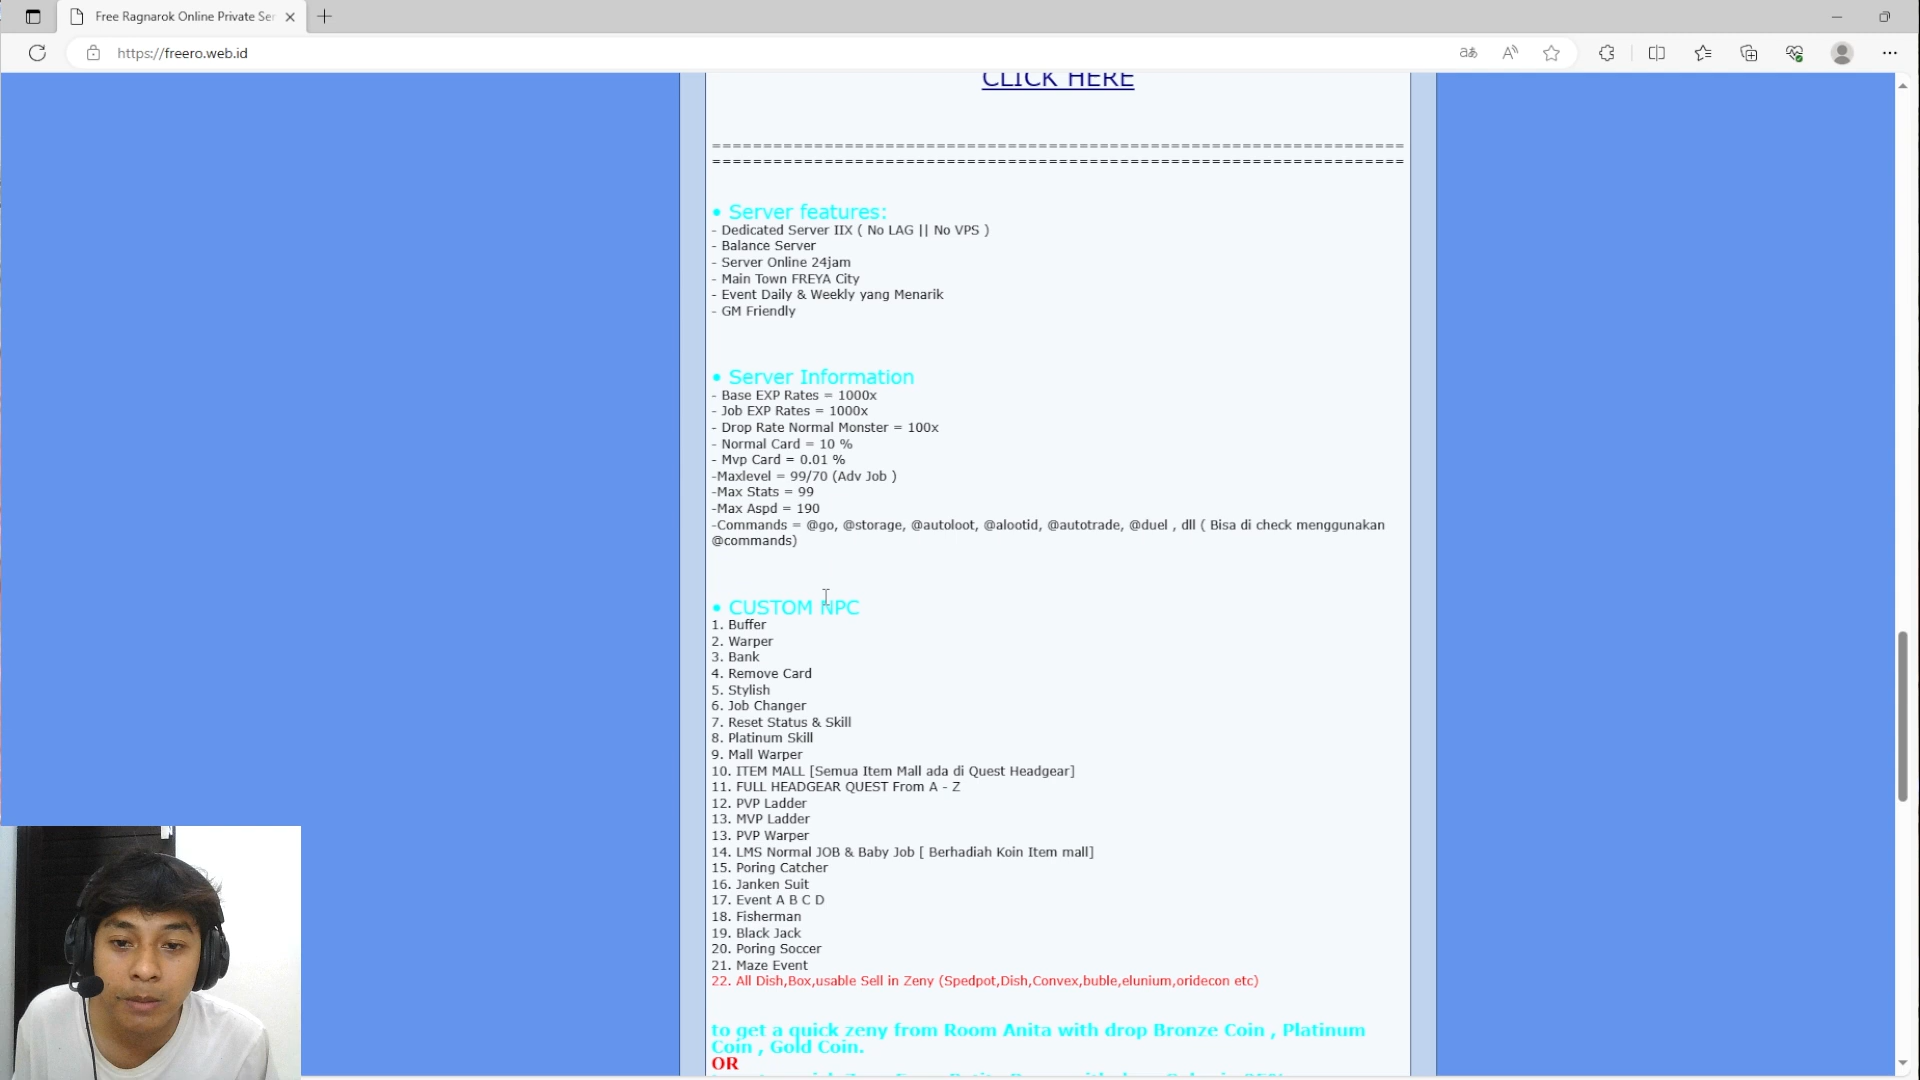 Free Ragnarok Online Private Ser
https://freero.web.id
CLICK HERE
====================================================================================
====================================================================================
• Server features:
- Dedicated Server IIX ( No LAG || No VPS )
- Balance Server
- Server Online 24jam
- Main Town FREYA City
- Event Daily & Weekly yang Menarik
- GM Friendly
• Server Information
- Base EXP Rates = 1000x
- Job EXP Rates = 1000x
- Drop Rate Normal Monster = 100x
- Normal Card = 10 %
- Mvp Card = 0.01 %
-Maxlevel = 99/70 (Adv Job )
-Max Stats = 99
-Max Aspd = 190
-Commands = @go, @storage, @autoloot, @alootid, @autotrade, @duel , dll ( Bisa di check menggunakan
@commands)
• CUSTOM NPC
1. Buffer
2. Warper
3. Bank
4. Remove Card
5. Stylish
6. Job Changer
7. Reset Status & Skill
8. Platinum Skill
9. Mall Warper
10. ITEM MALL [Semua Item Mall ada di Quest Headgear]
11. FULL HEADGEAR QUEST From A - Z
12. PVP Ladder
13. MVP Ladder
13. PVP Warper
14. LMS Normal JOB & Baby Job [ Berhadiah Koin Item mall]
15. Poring Catcher
16. Janken Suit
17. Event A B C D
18. Fisherman
19. Black Jack
20. Poring Soccer
21. Maze Event
22. All Dish,Box,usable Sell in Zeny (Spedpot,Dish,Convex,buble,elunium,oridecon etc)
to get a quick zeny from Room Anita with drop Bronze Coin , Platinum
Coin , Gold Coin.
OR